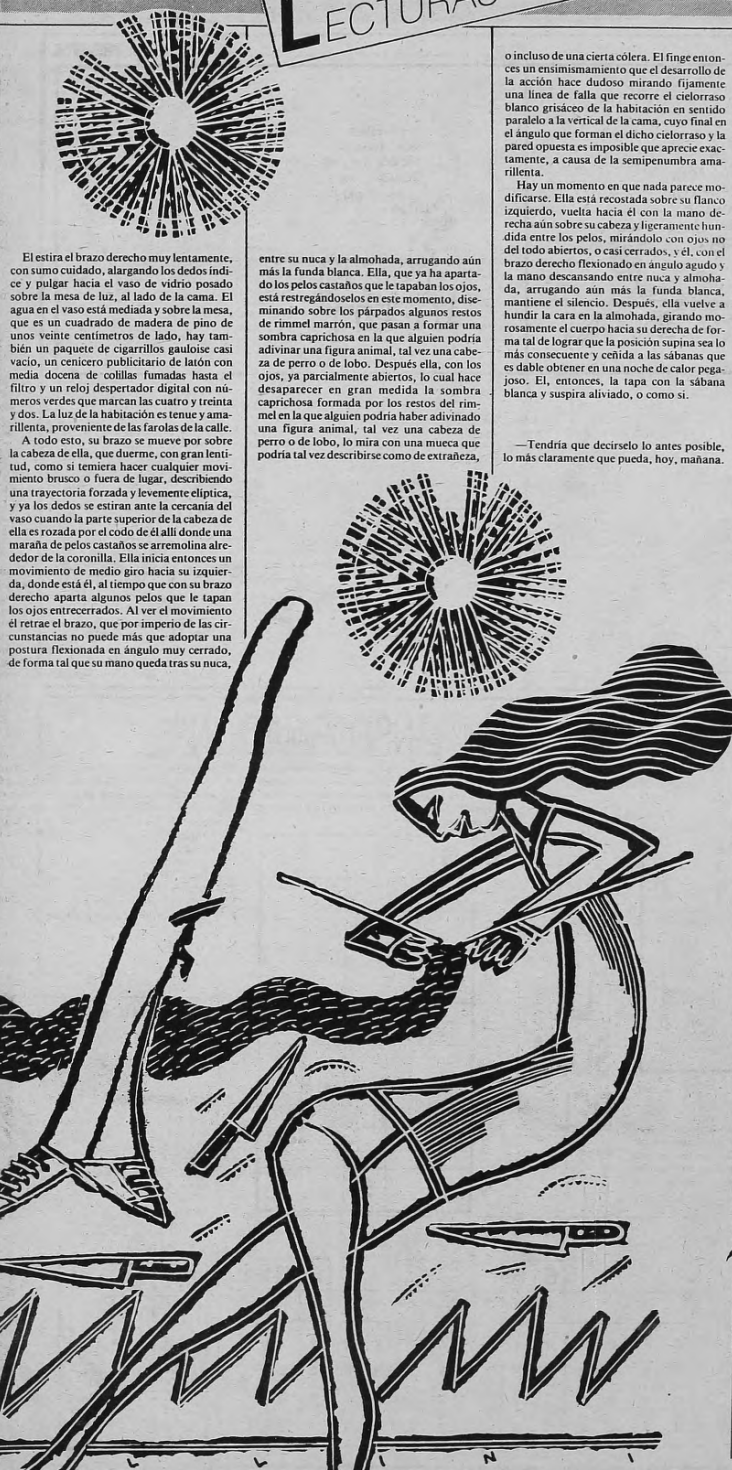 LECTURAS
El estira el brazo derecho muy lentamente,
con sumo cuidado, alargando los dedos índi-
ce y pulgar hacia el vaso de vidrio posado
sobre la mesa de luz, al lado de la cama. El
agua en el vaso está mediada y sobre la mesa,
que es un cuadrado de madera de pino de
unos veinte centímetros de lado, hay tam-
bién un paquete de cigarrillos gauloise casi
vacío, un cenicero publicitario de latón con
media docena de colillas fumadas hasta el
filtro y un reloj despertador digital con nú-
meros verdes que marcan las cuatro y treinta
y dos. La luz de la habitación es tenue y ama-
rillenta, proveniente de las farolas de la calle.
A todo esto, su brazo se mueve por sobre
la cabeza de ella, que duerme, con gran lenti-
tud, como si temiera hacer cualquier movi-
miento brusco o fuera de lugar, describiendo
una trayectoria forzada y levemente elíptica,
y ya los dedos se estiran ante la cercanía del
vaso cuando la parte superior de la cabeza de
ella es rozada por el codo de él allí donde una
maraña de pelos castaños se arremolina alre-
dedor de la coronilla. Ella inicia entonces un
movimiento de medio giro hacia su izquier-
da, donde está él, al tiempo que con su brazo
derecho aparta algunos pelos que le tapan
los ojos entrecerrados. Al ver el movimiento
él retrae el brazo, que por imperio de las cir-
cunstancias no puede más que adoptar una
postura flexionada en ángulo muy cerrado,
de forma tal que su mano queda tras su nuca,
entre su nuca y la almohada, arrugando aún
más la funda blanca. Ella, que ya ha aparta-
do los pelos castaños que le tapaban los ojos,
está restregándoselos en este momento, dise-
minando sobre los párpados algunos restos
de rimmel marrón, que pasan a formar una
sombra caprichosa en la que alguien podría
adivinar una figura animal, tal vez una cabe-
za de perro o de lobo. Después ella, con los
ojos, ya parcialmente abiertos, lo cual hace
desaparecer en gran medida la sombra
caprichosa formada por los restos del rim-
mel en la que alguien podría haber adivinado
una figura animal, tal vez una cabeza de
perro o de lobo, lo mira con una mueca que
podría tal vez describirse como de extrañeza,
o incluso de una cierta cólera. El finge enton-
ces un ensimismamiento que el desarrollo de
la acción hace dudoso mirando fijamente
una línea de falla que recorre el cielorraso
blanco grisáceo de la habitación en sentido
paralelo a la vertical de la cama, cuyo final en
el ángulo que forman el dicho cielorraso y la
pared opuesta es imposible que aprecie exac-
tamente, a causa de la semipenumbra ama-
rillenta.
Hay un momento en que nada parece mo-
dificarse. Ella está recostada sobre su flanco
izquierdo, vuelta hacia él con la mano de-
recha aún sobre su cabeza y ligeramente hun-
dida entre los pelos, mirándolo con ojos no
del todo abiertos, o casi cerrados, y él, con el
brazo derecho flexionado en ángulo agudo y
la mano descansando entre nuca y almoha-
da, arrugando aún más la funda blanca,
mantiene el silencio. Después, ella vuelve a
hundir la cara en la almohada, girando mo-
rosamente el cuerpo hacia su derecha de for-
ma tal de lograr que la posición supina sea lo
más consecuente y ceñida a las sábanas que
es dable obtener en una noche de calor pega-
joso. El, entonces, la tapa con la sábana
blanca y suspira aliviado, o como si.
—Tendría que decírselo lo antes posible,
lo más claramente que pueda, hoy, mañana.
L L I N I